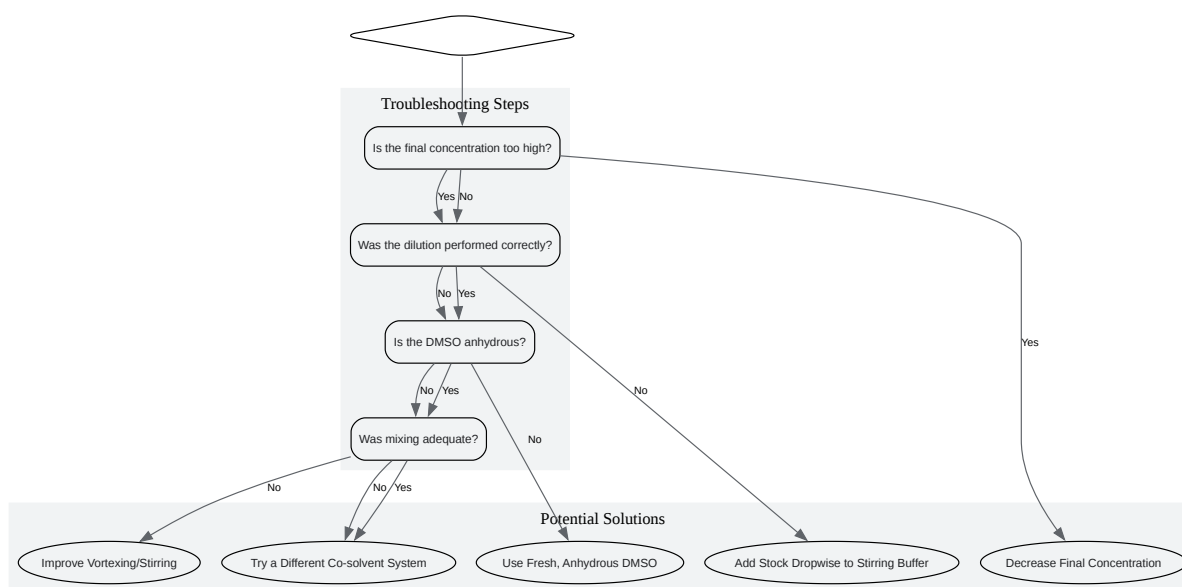 Troubleshooting Steps
Is the final concentration too high?
Yes
No
Was the dilution performed correctly?
No
Yes
Is the DMSO anhydrous?
Yes
No
Yes
No
Was mixing adequate?
No
No
No
Yes
Potential Solutions
Improve Vortexing/Stirring
Try a Different Co-solvent System
Use Fresh, Anhydrous DMSO
Add Stock Dropwise to Stirring Buffer
Decrease Final Concentration